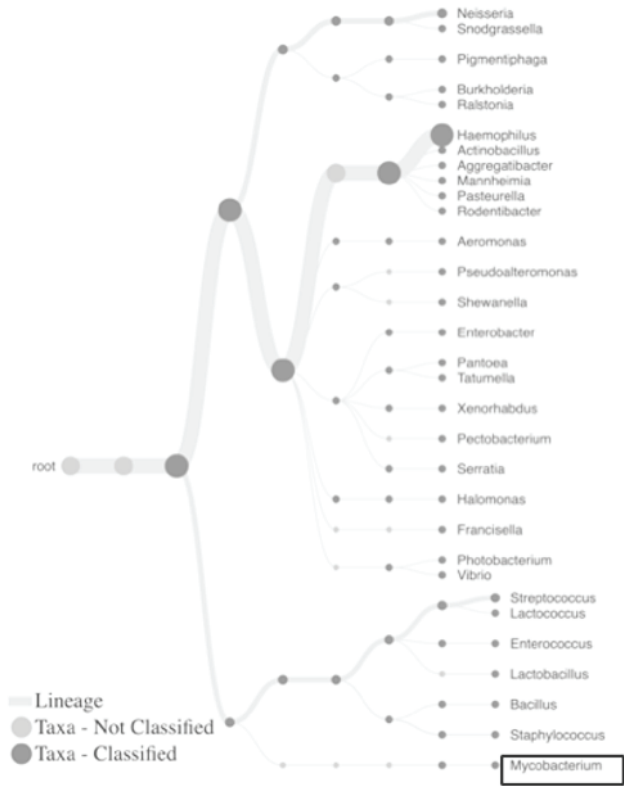 Neisseria
Snodgrassella
Pigmentiphaga
Burkholderia
Ralstonia
Haemophilus
Actinobacillus
Aggregatibacter
Mannheimia
Pasteurella
Rodentibacter
Aeromonas
Pseudoalteromonas
Shewanella
Enterobacter
Pantoea
Tatumella
Xenorhabdus
Pectobacterium
root
Serratia
Halomonas
Francisella
Photobacterium
Vibrio
Streptococcus
Lactococcus
Enterococcus
Lactobacillus
Bacillus
Staphylococcus
Mycobacterium
Lineage
Taxa - Not Classified
Taxa - Classified